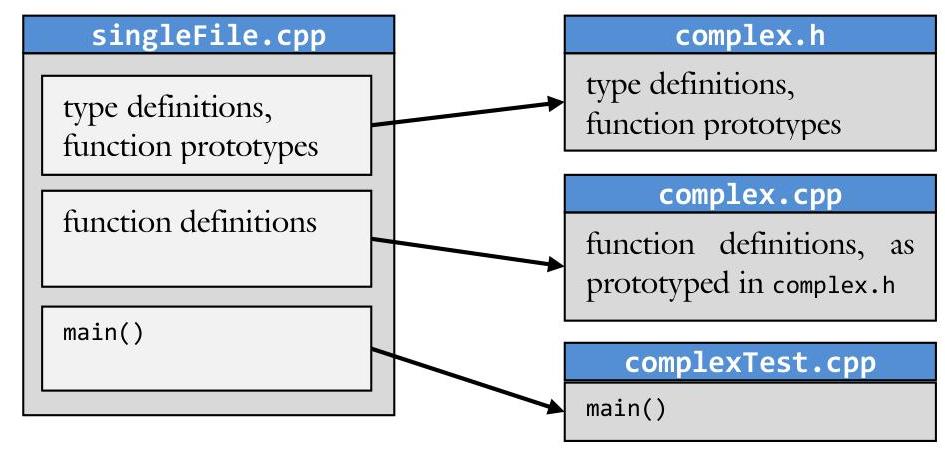 singleFile.cpp
type definitions,
function prototypes
function definitions
main()
complex.h
type definitions,
function prototypes
complex.cpp
function definitions, as
prototyped in complex.h
complexTest.cpp
main()